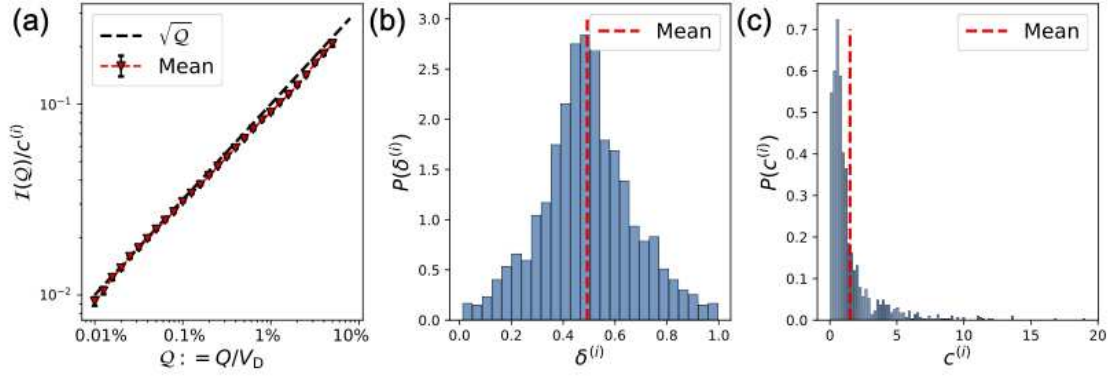 (a)
√𝒬
Mean
10⁻¹
10⁻²
ℐ(𝒬)/c⁽ⁱ⁾
0.01% 0.1% 1% 10%
𝒬 := Q/V_D
(b)
Mean
3.0
2.5
2.0
1.5
1.0
0.5
0.0
P(δ⁽ⁱ⁾)
0.0 0.2 0.4 0.6 0.8 1.0
δ⁽ⁱ⁾
(c)
Mean
0.7
0.6
0.5
0.4
0.3
0.2
0.1
0.0
P(c⁽ⁱ⁾)
0 5 10 15 20
c⁽ⁱ⁾